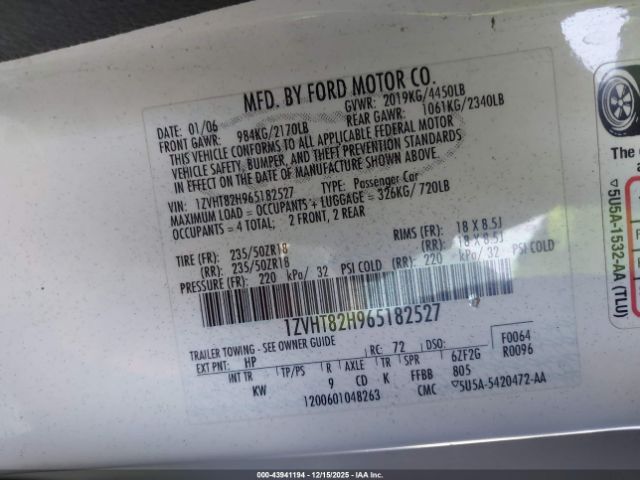 MFD. BY FORD MOTOR CO.
01/06 GVWR: 2019KG/4450LB
FRONT GAWR: 984KG/2170LB REAR GAWR: 1061KG/2340LB
THIS VEHICLE CONFORMS TO ALL APPLICABLE FEDERAL MOTOR
VEHICLE SAFETY, BUMPER, AND THEFT PREVENTION STANDARDS
IN EFFECT ON THE DATE OF MANUFACTURE SHOWN ABOVE.
VIN: 1ZVHT82H965182527 TYPE: Passenger Car
MAXIMUM LOAD = OCCUPANTS + LUGGAGE = 326KG/ 720LB
OCCUPANTS = 4 TOTAL; 2 FRONT, 2 REAR
TIRE (FR): 235/50ZR18 RIMS (FR): 18 X 8.5J
(RR): 235/50ZR18 (RR): 18 X 8.5J
PRESSURE (FR): 220 kPa/ 32 PSI COLD (RR): 220 kPa/ 32 PSI COLD
1ZVHT82H965182527
TRAILER TOWING - SEE OWNER GUIDE
EXT PNT: HP RC: 72 DSO: F0064
INT TR TP/PS R AXLE TR SPR 6ZF2G R0096
KW 9 CD K FFBB 805
1200601048263 CMC ▽5U5A-5420472-AA
The
a
▽5U5A-1532-AA (TLU)
000-43941194 - 12/15/2025 - IAA Inc.